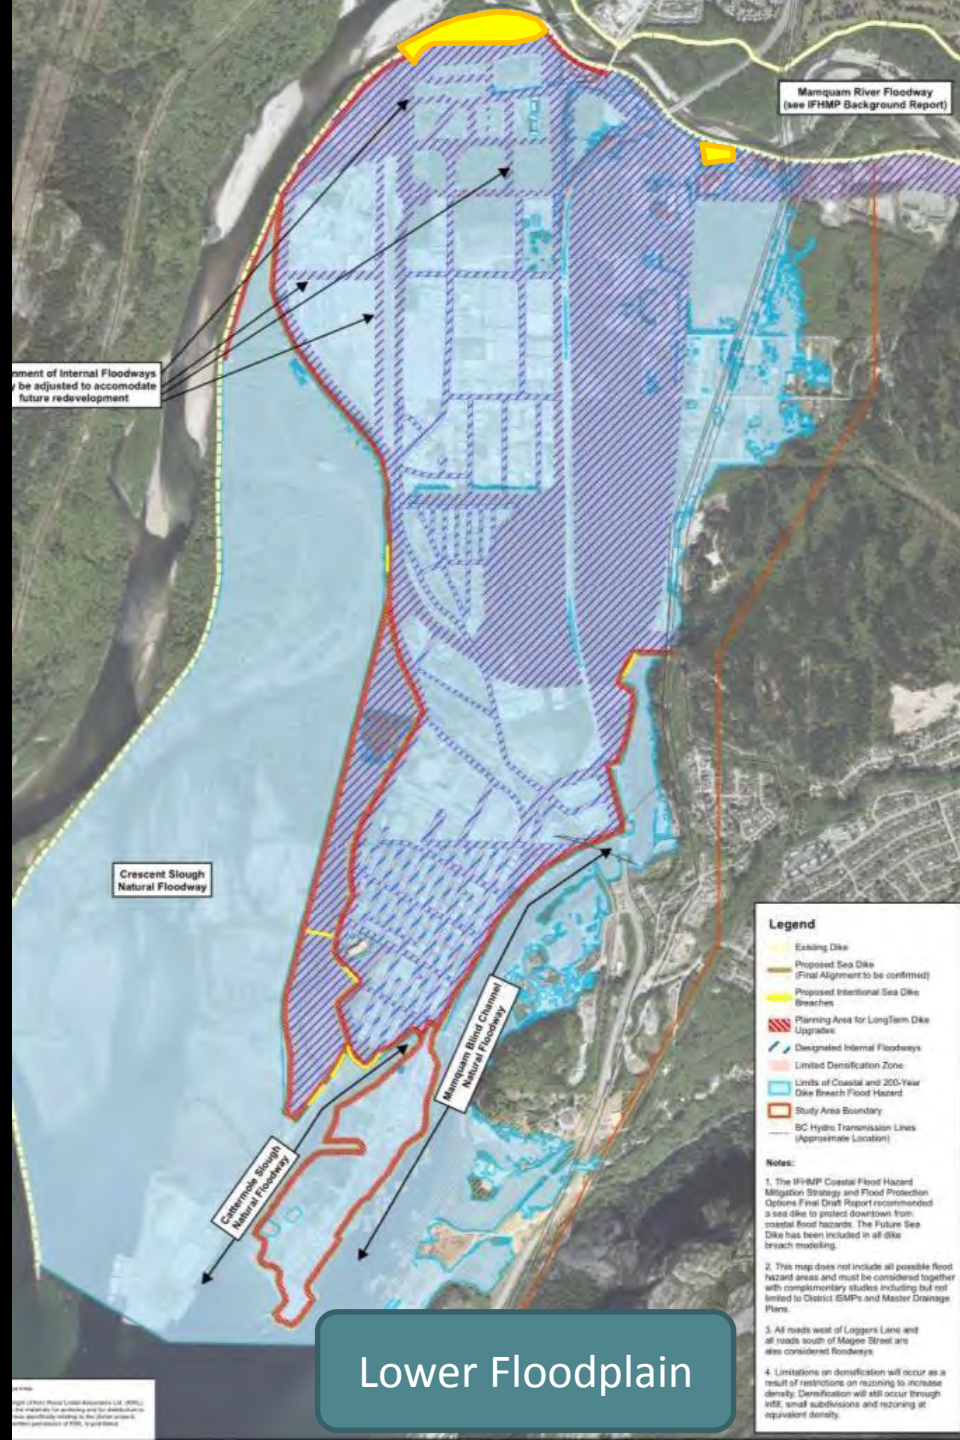 Mamquam River Floodway
(see IFHMP Background Report)
nment of Internal Floodways
y be adjusted to accomodate
future redevelopment
Crescent Slough
Natural Floodway
Mamquam Blind Channel
Natural Floodway
Cattermole Slough
Natural Floodway
Legend
Existing Dike
Proposed Sea Dike
(Final Alignment to be confirmed)
Proposed Intentional Sea Dike
Breaches
Planning Area for LongTerm Dike
Upgrades
Designated Internal Floodways
Limited Densification Zone
Limits of Coastal and 200-Year
Dike Breach Flood Hazard
Study Area Boundary
BC Hydro Transmission Lines
(Approximate Location)
Notes:
1. The IFHMP Coastal Flood Hazard
Mitigation Strategy and Flood Protection
Options Final Draft Report recommended
a sea dike to protect downtown from
coastal flood hazards. The Future Sea
Dike has been included in all dike
breach modelling.
2. This map does not include all possible flood
hazard areas and must be considered together
with complementary studies including but not
limited to District ISMPs and Master Drainage
Plans.
3. All roads west of Loggers Lane and
all roads south of Magee Street are
also considered floodways.
4. Limitations on densification will occur as a
result of restrictions on rezoning to increase
density. Densification will still occur through
infill, small subdivisions and rezoning at
equivalent density.
Lower Floodplain